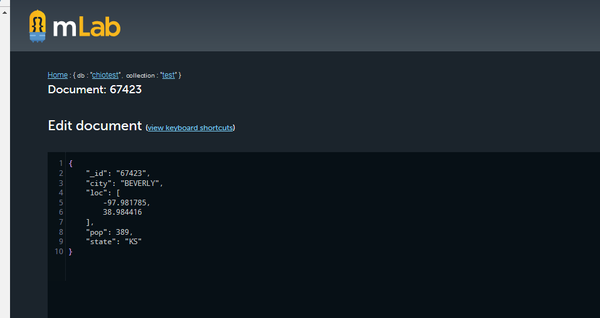 mLab
Home : { db : "chiotest", collection : "test" }
Document: 67423
Edit document (view keyboard shortcuts)
1 {
2 "_id": "67423",
3 "city": "BEVERLY",
4 "loc": [
5 -97.981785,
6 38.984416
7 ],
8 "pop": 389,
9 "state": "KS"
10 }